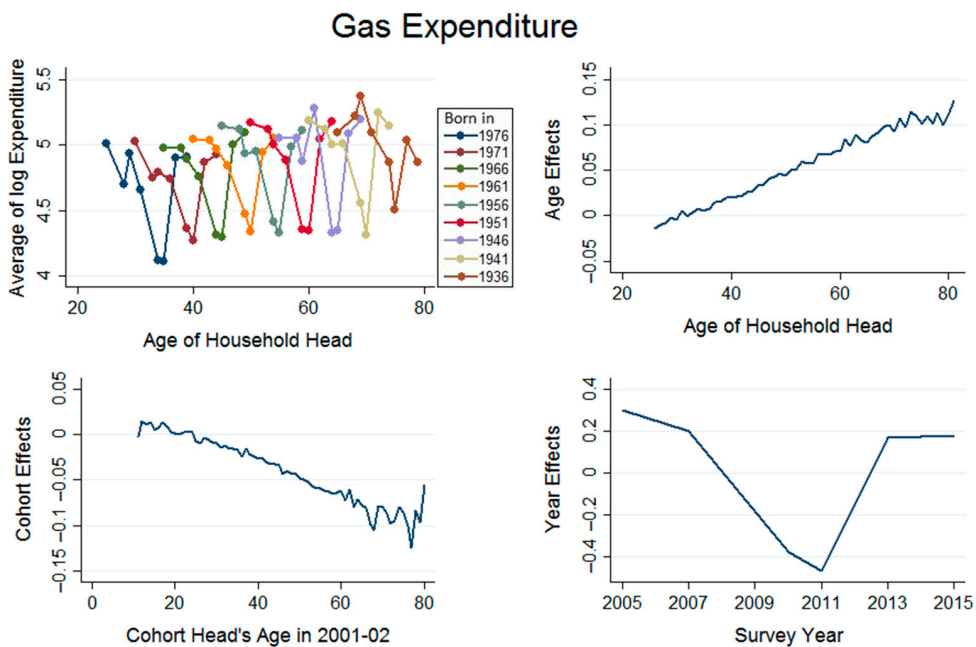 Gas Expenditure
Average of log Expenditure
5.5
5
4.5
4
20 40 60 80
Age of Household Head
Born in
1976
1971
1966
1961
1956
1951
1946
1941
1936
Age Effects
0.15
0.1
0.05
0
−0.05
20 40 60 80
Age of Household Head
Cohort Effects
0.05
0
−0.05
−0.1
−0.15
0 20 40 60 80
Cohort Head's Age in 2001-02
Year Effects
0.4
0.2
0
−0.2
−0.4
2005 2007 2009 2011 2013 2015
Survey Year